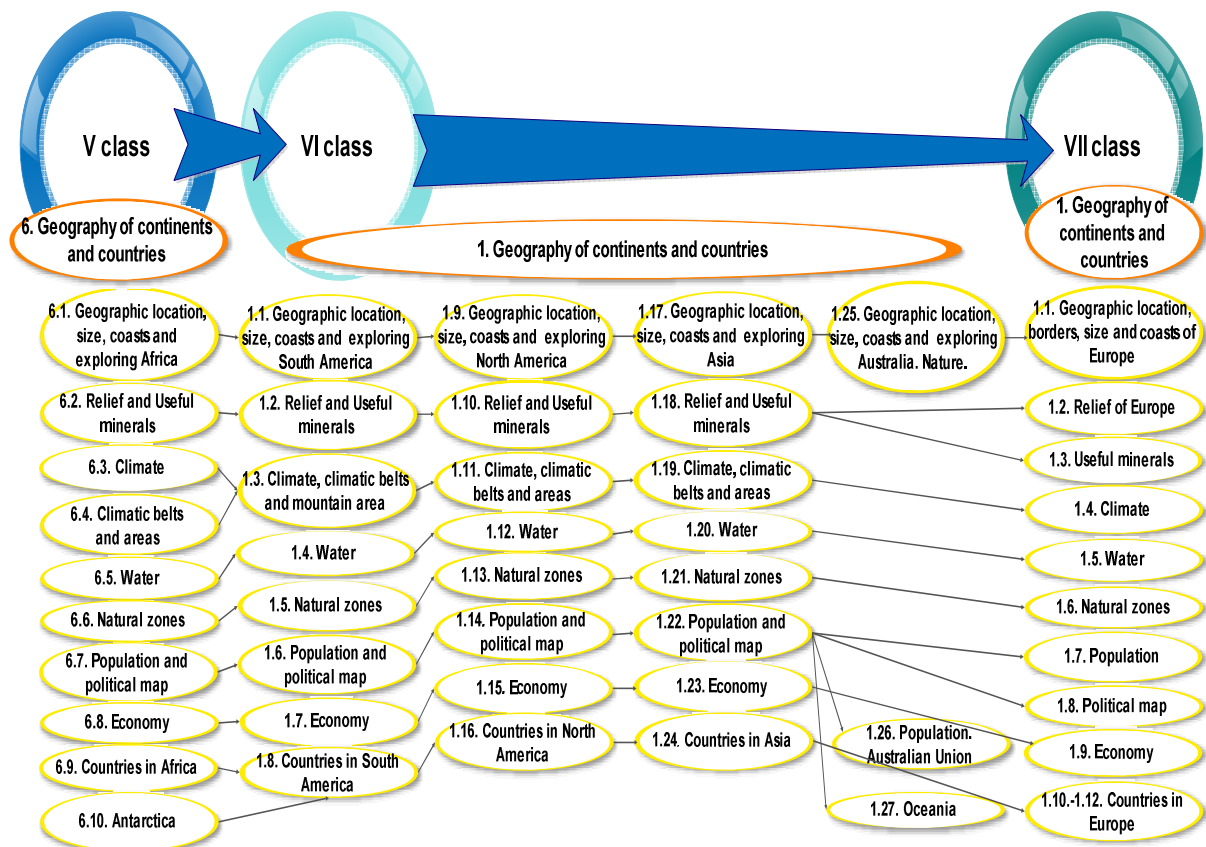 V class
VI class
VII class
6. Geography of continents
and countries
1. Geography of continents and countries
1. Geography of
continents and
countries
6.1. Geographic location,
size, coasts and
exploring Africa
6.2. Relief and Useful
minerals
6.3. Climate
6.4. Climatic belts
and areas
6.5. Water
6.6. Natural zones
6.7. Population and
political map
6.8. Economy
6.9. Countries in Africa
6.10. Antarctica
1.1. Geographic location,
size, coasts and exploring
South America
1.2. Relief and Useful
minerals
1.3. Climate, climatic belts
and mountain area
1.4. Water
1.5. Natural zones
1.6. Population and
political map
1.7. Economy
1.8. Countries in South
America
1.9. Geographic location,
size, coasts and exploring
North America
1.10. Relief and Useful
minerals
1.11. Climate, climatic
belts and areas
1.12. Water
1.13. Natural zones
1.14. Population and
political map
1.15. Economy
1.16. Countries in North
America
1.17. Geographic location,
size, coasts and exploring
Asia
1.18. Relief and Useful
minerals
1.19. Climate, climatic
belts and areas
1.20. Water
1.21. Natural zones
1.22. Population and
political map
1.23. Economy
1.24. Countries in Asia
1.25. Geographic location,
size, coasts and exploring
Australia. Nature.
1.26. Population.
Australian Union
1.27. Oceania
1.1. Geographic location,
borders, size and coasts of
Europe
1.2. Relief of Europe
1.3. Useful minerals
1.4. Climate
1.5. Water
1.6. Natural zones
1.7. Population
1.8. Political map
1.9. Economy
1.10.-1.12. Countries in
Europe